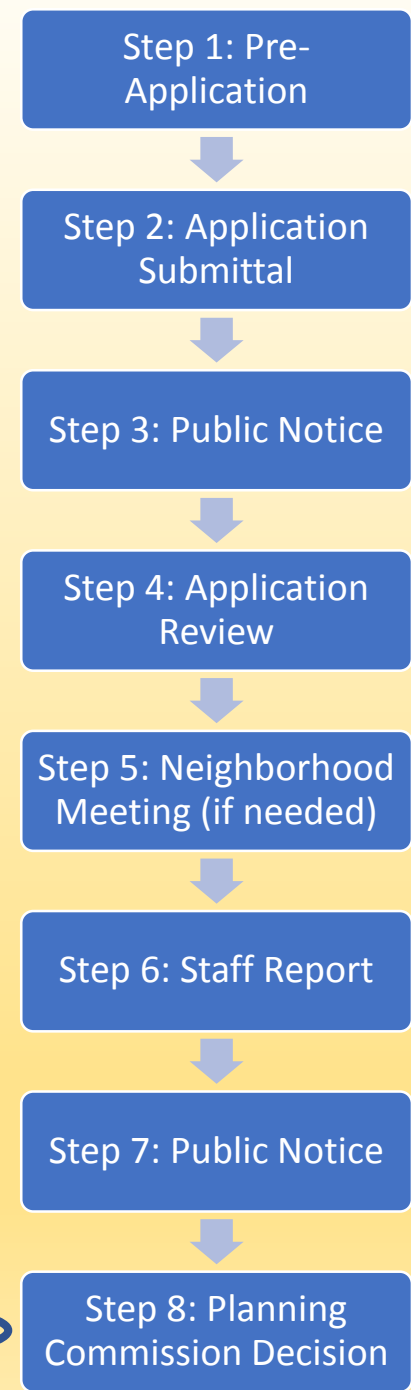 Step 1: Pre-
Application
Step 2: Application
Submittal
Step 3: Public Notice
Step 4: Application
Review
Step 5: Neighborhood
Meeting (if needed)
Step 6: Staff Report
Step 7: Public Notice
Step 8: Planning
Commission Decision